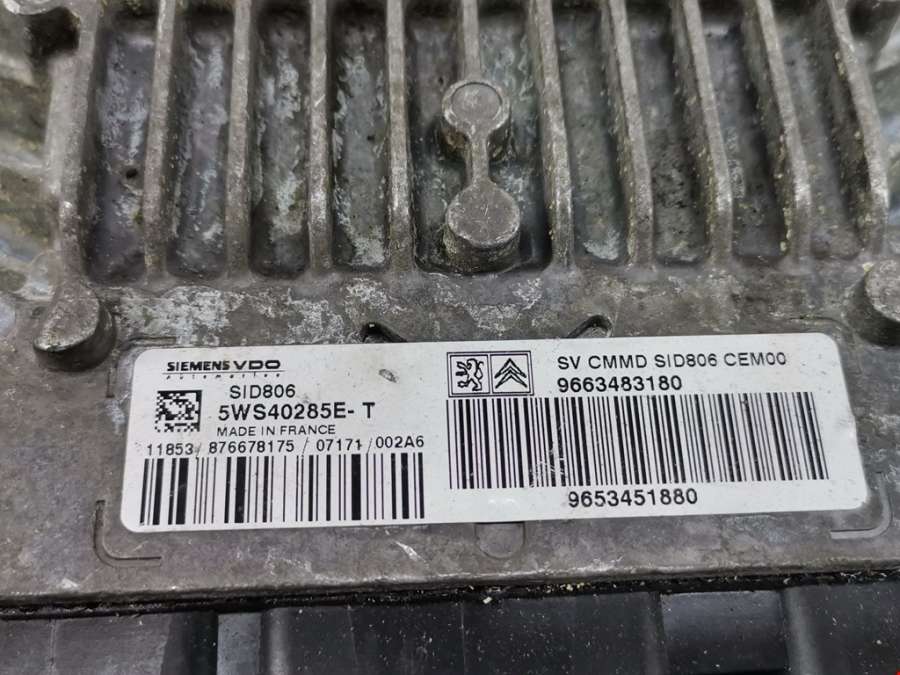 SIEMENS VDO
Automotive
SID806
5WS40285E- T
MADE IN FRANCE
11853 / 876678175 / 07171 / 002A6
SV CMMD SID806 CEM00
9663483180
9653451880